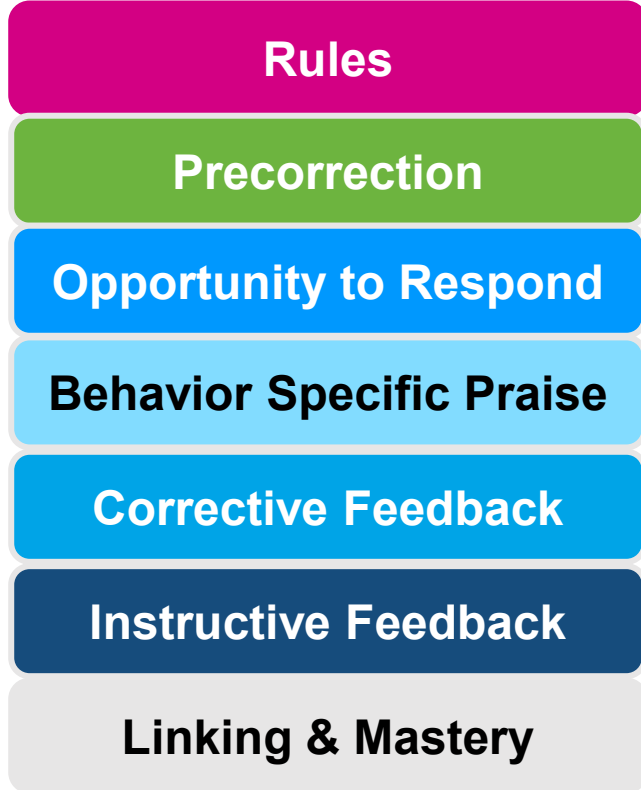 Rules
Precorrection
Opportunity to Respond
Behavior Specific Praise
Corrective Feedback
Instructive Feedback
Linking & Mastery